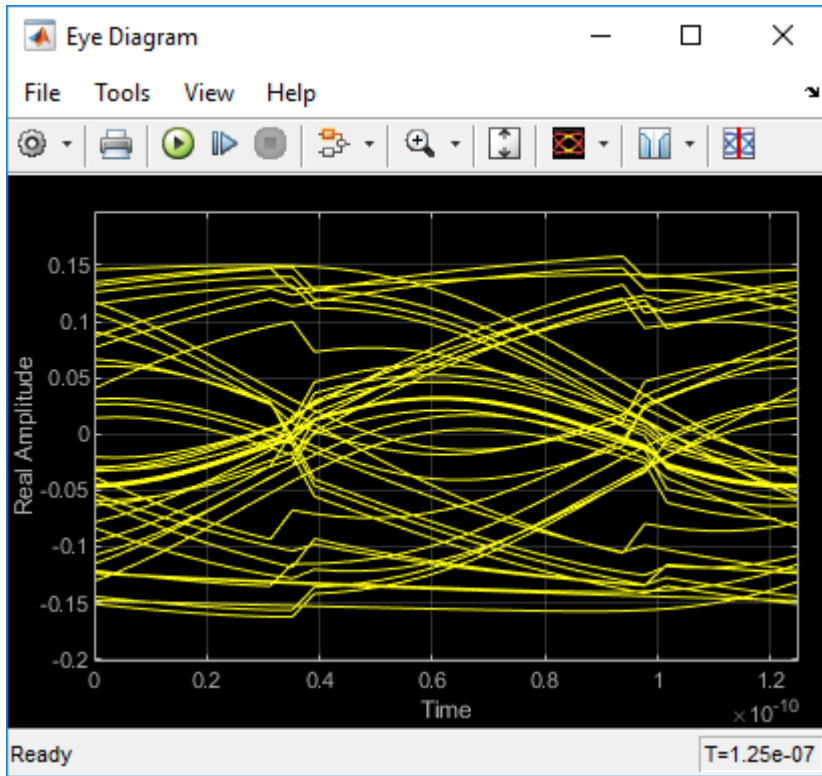 Eye Diagram
File Tools View Help
0.15
0.1
0.05
0
-0.05
-0.1
-0.15
-0.2
Real Amplitude
0 0.2 0.4 0.6 0.8 1 1.2
Time
×10⁻¹⁰
Ready T=1.25e-07